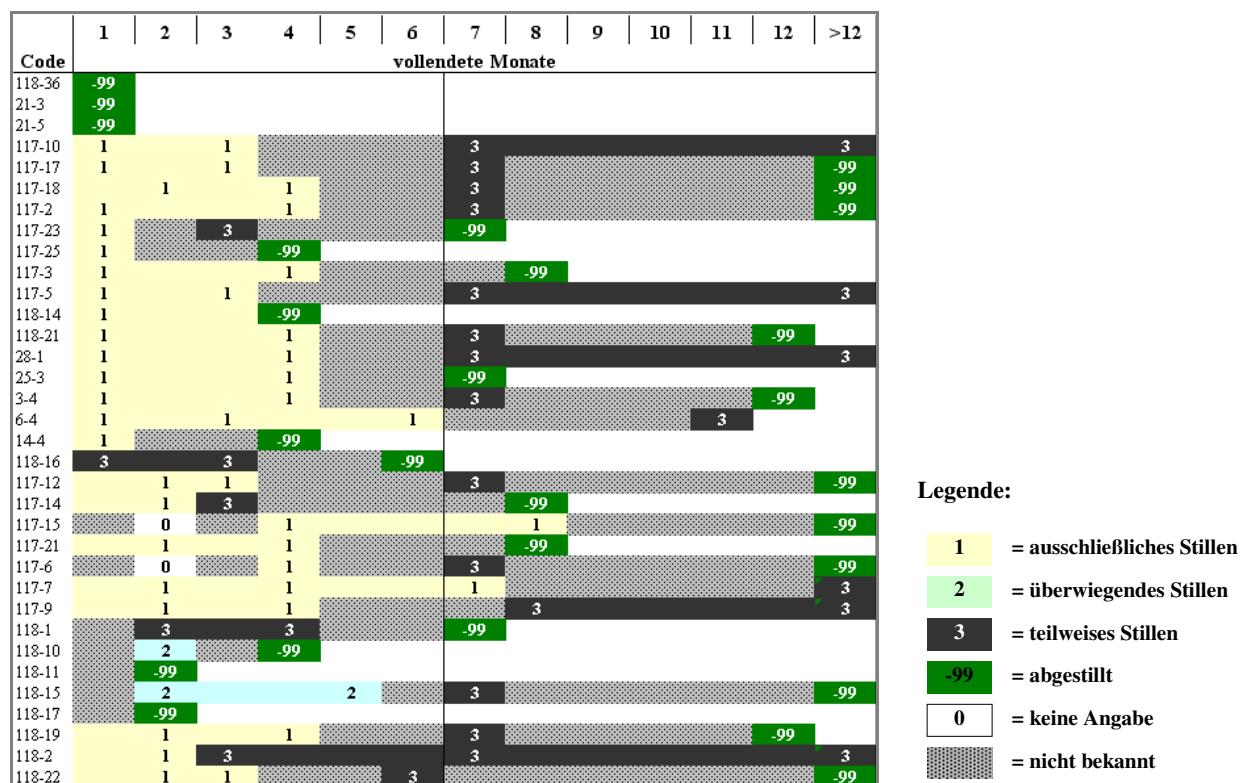 1 2 3 4 5 6 7 8 9 10 11 12 >12
Code vollendete Monate
118-36 -99
21-3 -99
21-5 -99
117-10 1 1 3 3
117-17 1 1 3 -99
117-18 1 1 3 -99
117-2 1 1 3 -99
117-23 1 3 -99
117-25 1 -99
117-3 1 1 -99
117-5 1 1 3 3
118-14 1 -99
118-21 1 1 3 -99
28-1 1 1 3 3
25-3 1 1 -99
3-4 1 1 3 -99
6-4 1 1 1 3
14-4 1 -99
118-16 3 3 -99
117-12 1 1 3 -99
117-14 1 3 -99
117-15 0 1 1 -99
117-21 1 1 -99
117-6 0 1 3 -99
117-7 1 1 1 3
117-9 1 1 3 3
118-1 3 3 -99
118-10 2 -99
118-11 -99
118-15 2 2 3 -99
118-17 -99
118-19 1 1 3 -99
118-2 1 3 3 3
118-22 1 1 3 -99
Legende:
1 = ausschließliches Stillen
2 = überwiegendes Stillen
3 = teilweises Stillen
-99 = abgestillt
0 = keine Angabe
= nicht bekannt